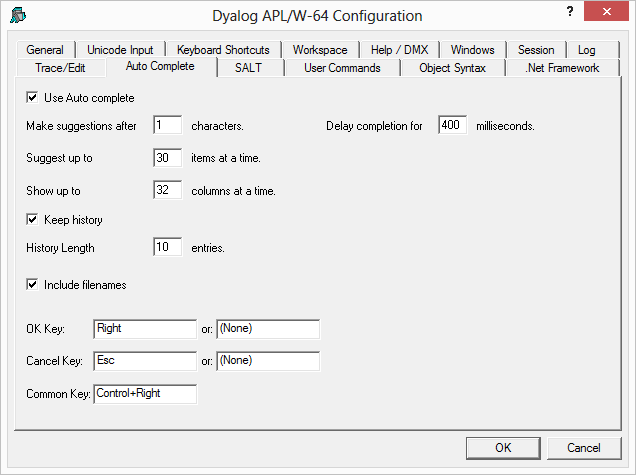 Dyalog APL/W-64 Configuration
General Unicode Input Keyboard Shortcuts Workspace Help / DMX Windows Session Log
Trace/Edit Auto Complete SALT User Commands Object Syntax .Net Framework
Use Auto complete
Make suggestions after 1 characters. Delay completion for 400 milliseconds.
Suggest up to 30 items at a time.
Show up to 32 columns at a time.
Keep history
History Length 10 entries.
Include filenames
OK Key: Right or: (None)
Cancel Key: Esc or: (None)
Common Key: Control+Right
OK Cancel